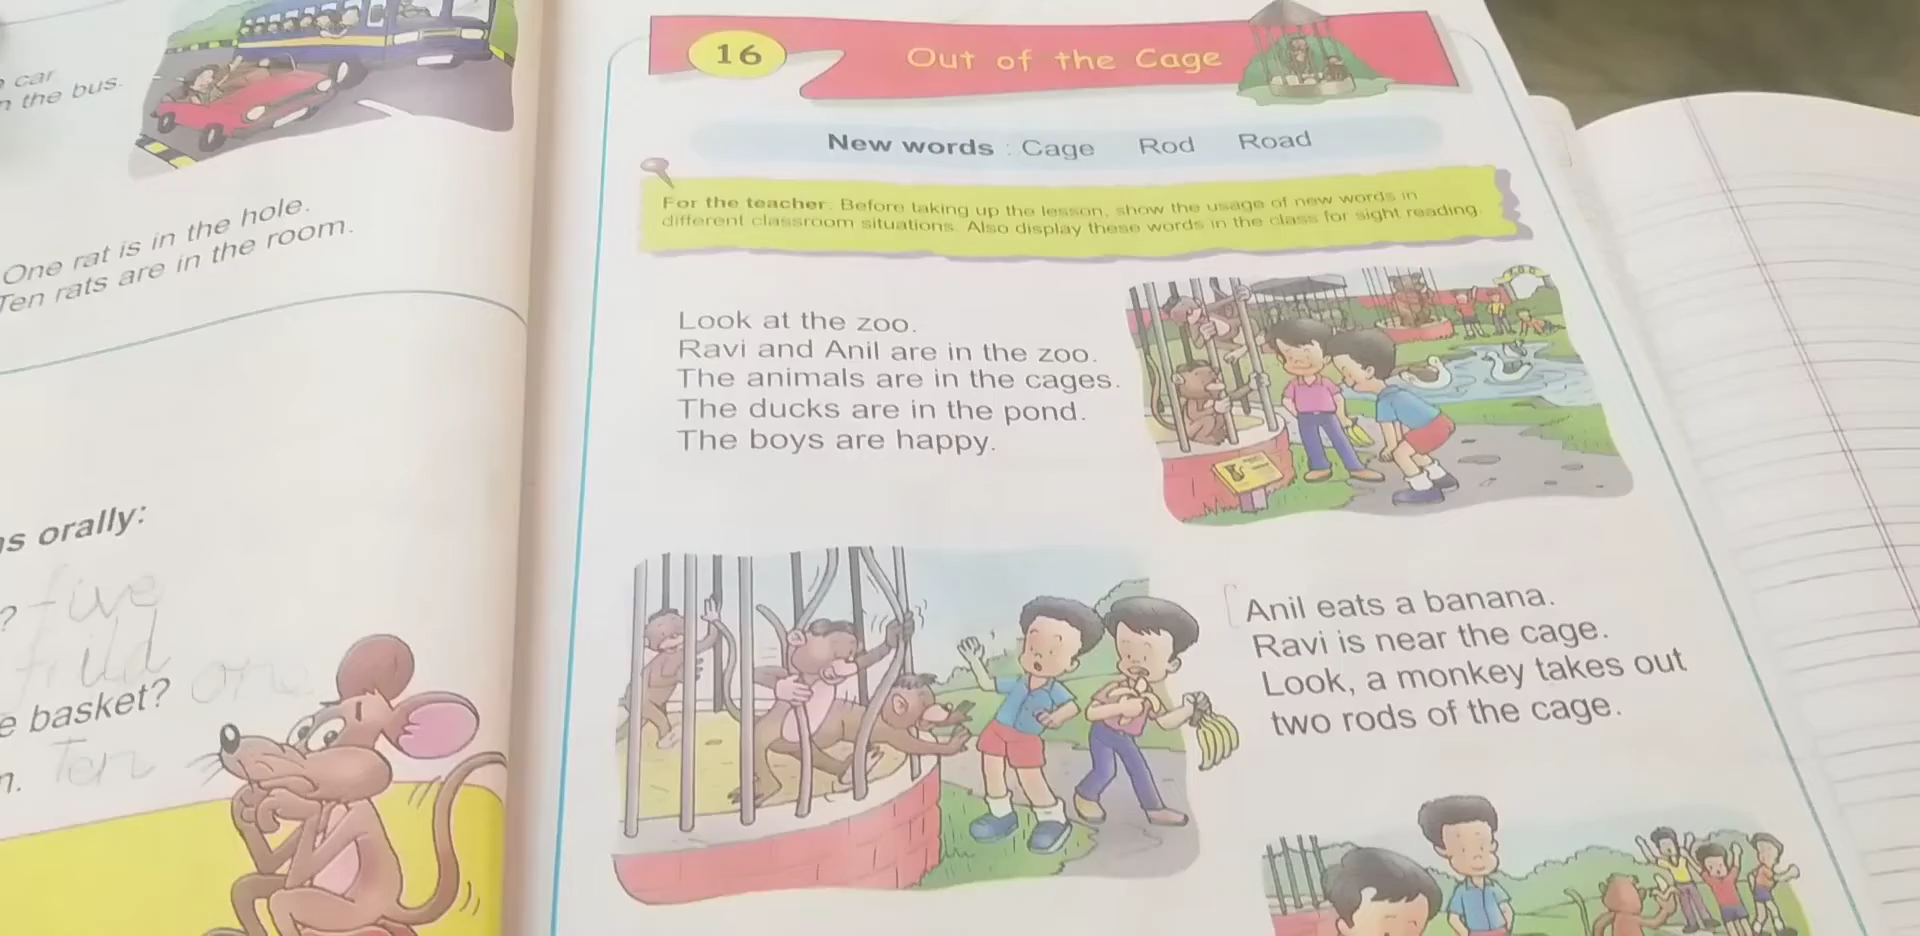 car
the bus.
One rat is in the hole.
Ten rats are in the room.
orally:
five
one
basket?
Ten
16
Out of the Cage
New words : Cage Rod Road
For the teacher: Before taking up the lesson, show the usage of new words in
different classroom situations. Also display these words in the class for sight reading.
Look at the zoo.
Ravi and Anil are in the zoo.
The animals are in the cages.
The ducks are in the pond.
The boys are happy.
ZOO
Anil eats a banana.
Ravi is near the cage.
Look, a monkey takes out
two rods of the cage.